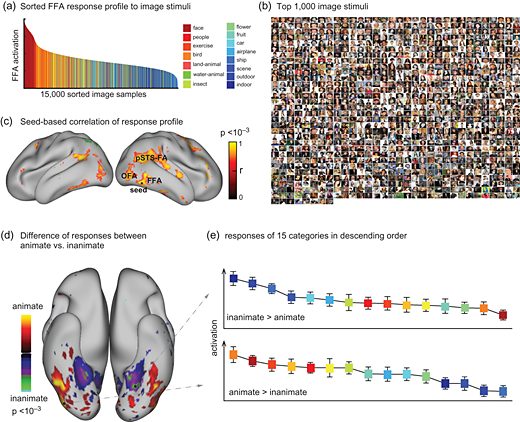 (a) Sorted FFA response profile to image stimuli
FFA activation
15,000 sorted image samples
face
people
exercise
bird
land-animal
water-animal
insect
flower
fruit
car
airplane
ship
scene
outdoor
indoor
(b) Top 1,000 image stimuli
(c) Seed-based correlation of response profile
p <10⁻³
1
r
0
pSTS-FA
OFA
FFA
seed
(d) Difference of responses between
animate vs. inanimate
animate
inanimate
p <10⁻³
(e) responses of 15 categories in descending order
activation
inanimate > animate
animate > inanimate